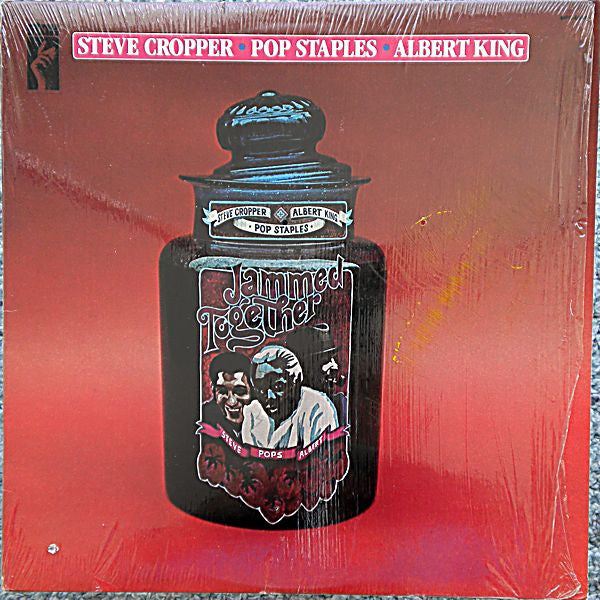 STEVE CROPPER • POP STAPLES • ALBERT KING
STEVE CROPPER ALBERT KING
• POP STAPLES •
Jammed
Together
STEVE POPS ALBERT